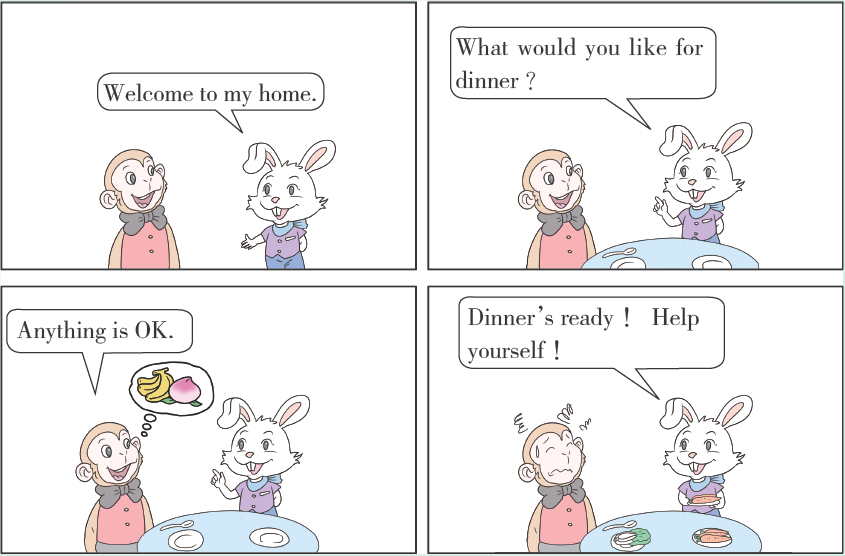 Welcome to my home.
What would you like for
dinner ?
Anything is OK.
Dinner's ready ! Help
yourself !